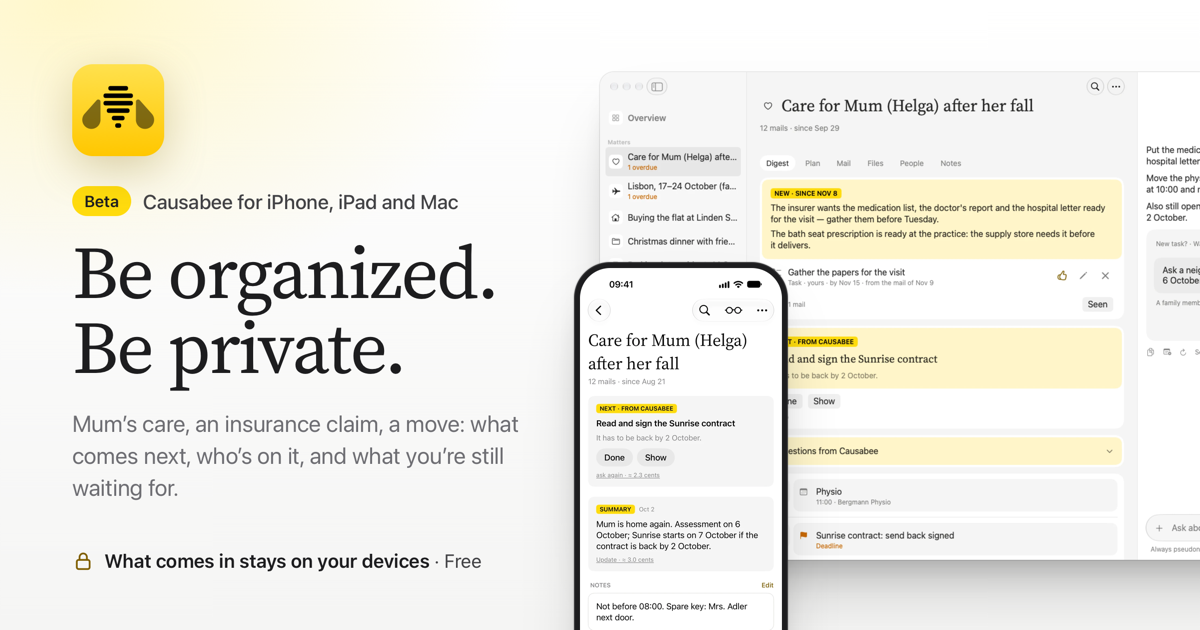 Beta
Causabee for iPhone, iPad and Mac
Be organized.
Be private.
Mum’s care, an insurance claim, a move: what
comes next, who’s on it, and what you’re still
waiting for.
What comes in stays on your devices · Free
Overview
Matters
Care for Mum (Helga) afte…
1 overdue
Lisbon, 17–24 October (fa…
1 overdue
Buying the flat at Linden S…
Christmas dinner with frie…
Care for Mum (Helga) after her fall
12 mails · since Sep 29
Digest
Plan
Mail
Files
People
Notes
NEW · SINCE NOV 8
The insurer wants the medication list, the doctor's report and the hospital letter ready
for the visit — gather them before Tuesday.
The bath seat prescription is ready at the practice: the supply store needs it before
it delivers.
Gather the papers for the visit
Task · yours · by Nov 15 · from the mail of New 9
1 mail
Seen
· FROM CAUSABEE
and sign the Sunrise contract
to be back by 2 October.
Show
from Causabee
Physio
11:00 · Bergmann Physio
Sunrise contract: send back signed
Deadline
Put the medic
hospital letter
Move the phy
at 10:00 and
Also still open
2 October.
New task?
Ask a
6 Octobe
A family memb
Ask abo
Always pseudon
09:41
Care for Mum (Helga)
after her fall
12 mails · since Aug 21
NEXT · FROM CAUSABEE
Read and sign the Sunrise contract
It has to be back by 2 October.
Done
Show
ask again · ≈ 2.3 cents
SUMMARY
Oct 2
Mum is home again. Assessment on 6
October; Sunrise starts on 7 October if the
contract is back by 2 October.
Update · ≈ 3.0 cents
NOTES
Edit
Not before 08:00. Spare key: Mrs. Adler
next door.